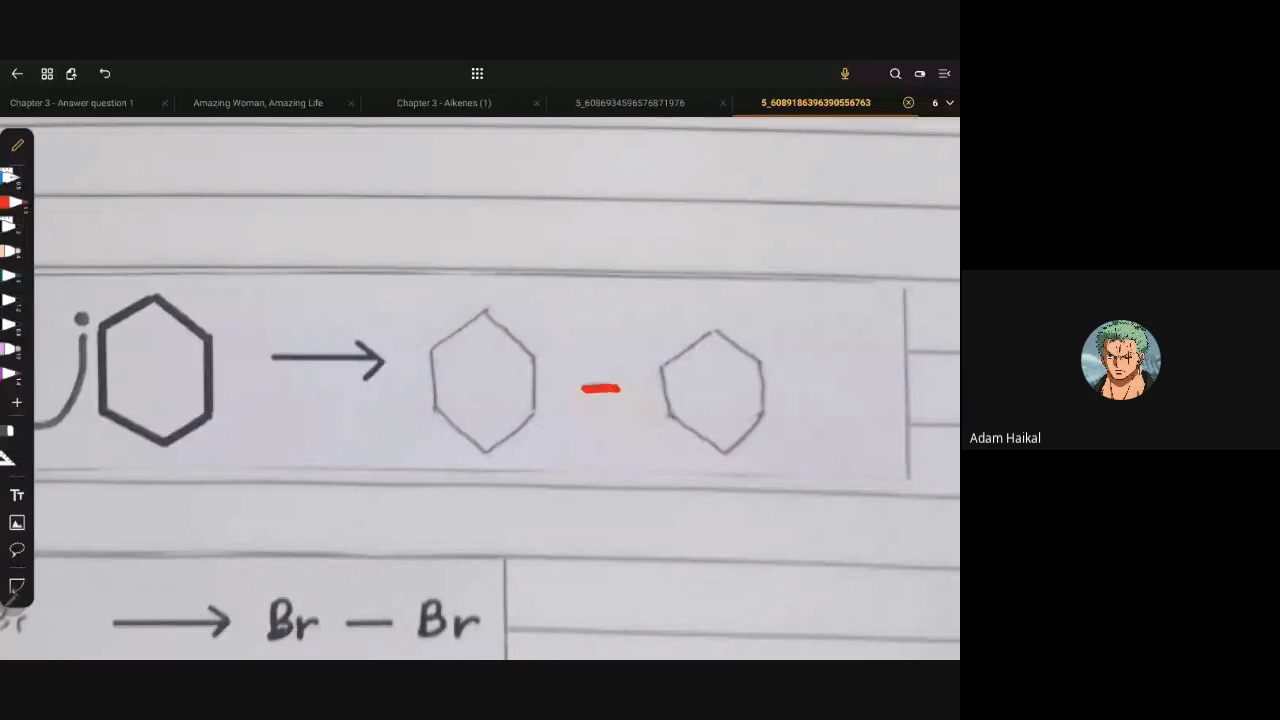 Chapter 3 - Answer question 1
Amazing Woman, Amazing Life
Chapter 3 - Alkenes (1)
5_6086934596576871976
5_6089186396390556763
6
Tт
Br — Br
Adam Haikal